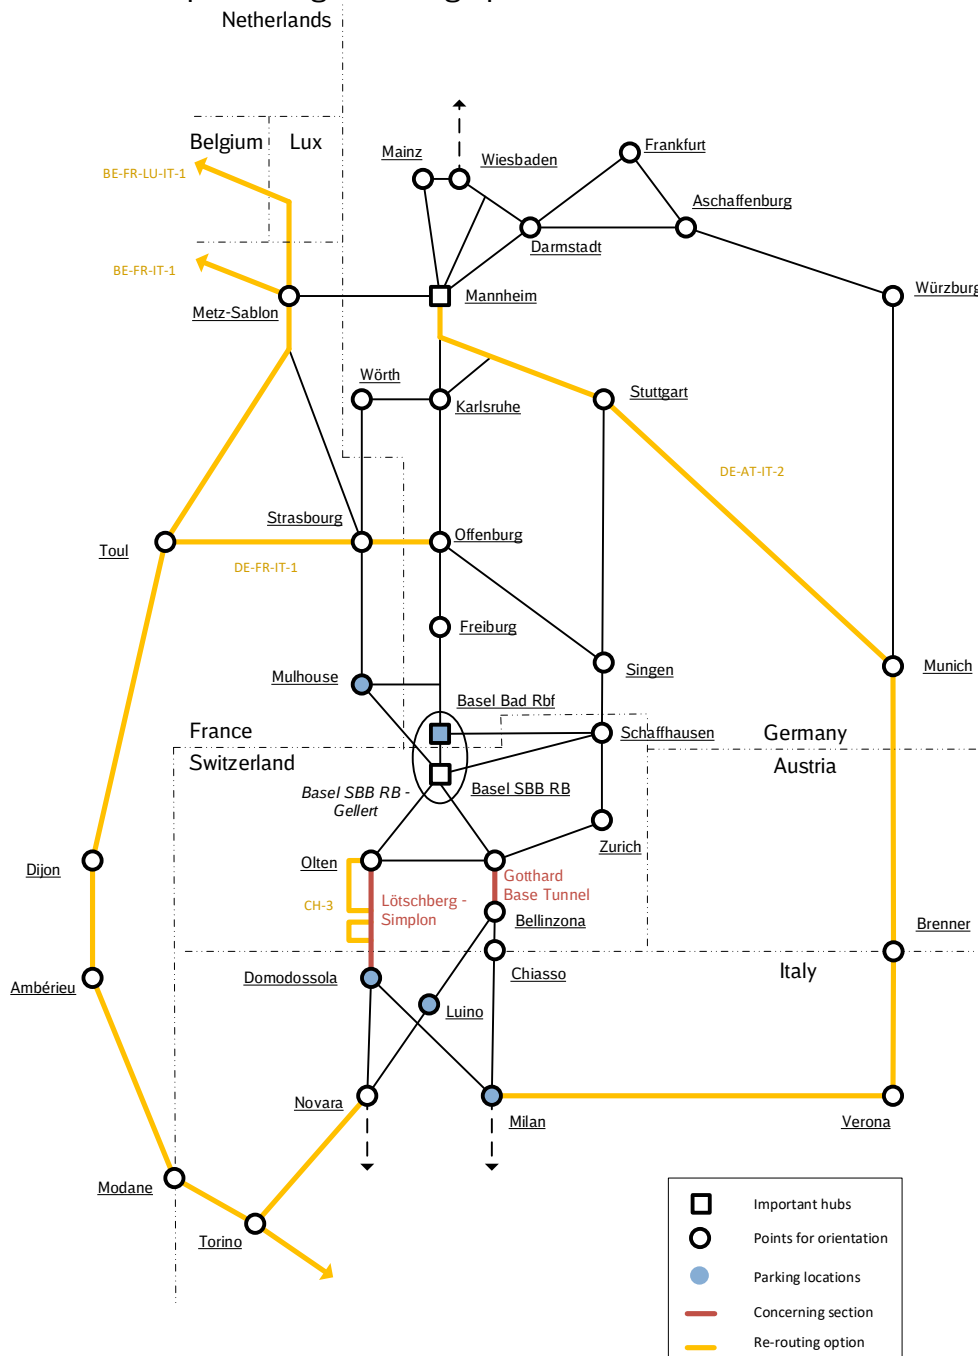 Netherlands
Belgium
Lux
BE-FR-LU-IT-1
Mainz
Wiesbaden
Frankfurt
Aschaffenburg
Darmstadt
BE-FR-IT-1
Metz-Sablon
Mannheim
Würzburg
Wörth
Karlsruhe
Stuttgart
DE-AT-IT-2
Strasbourg
Offenburg
Toul
DE-FR-IT-1
Freiburg
Mulhouse
Singen
Munich
Basel Bad Rbf
France
Schaffhausen
Germany
Switzerland
Austria
Basel SBB RB -
Gellert
Basel SBB RB
Zurich
Dijon
Olten
Gotthard
Base Tunnel
CH-3
Lötschberg -
Simplon
Bellinzona
Brenner
Ambérieu
Domodossola
Chiasso
Italy
Luino
Novara
Milan
Verona
Modane
Torino
Important hubs
Points for orientation
Parking locations
Concerning section
Re-routing option